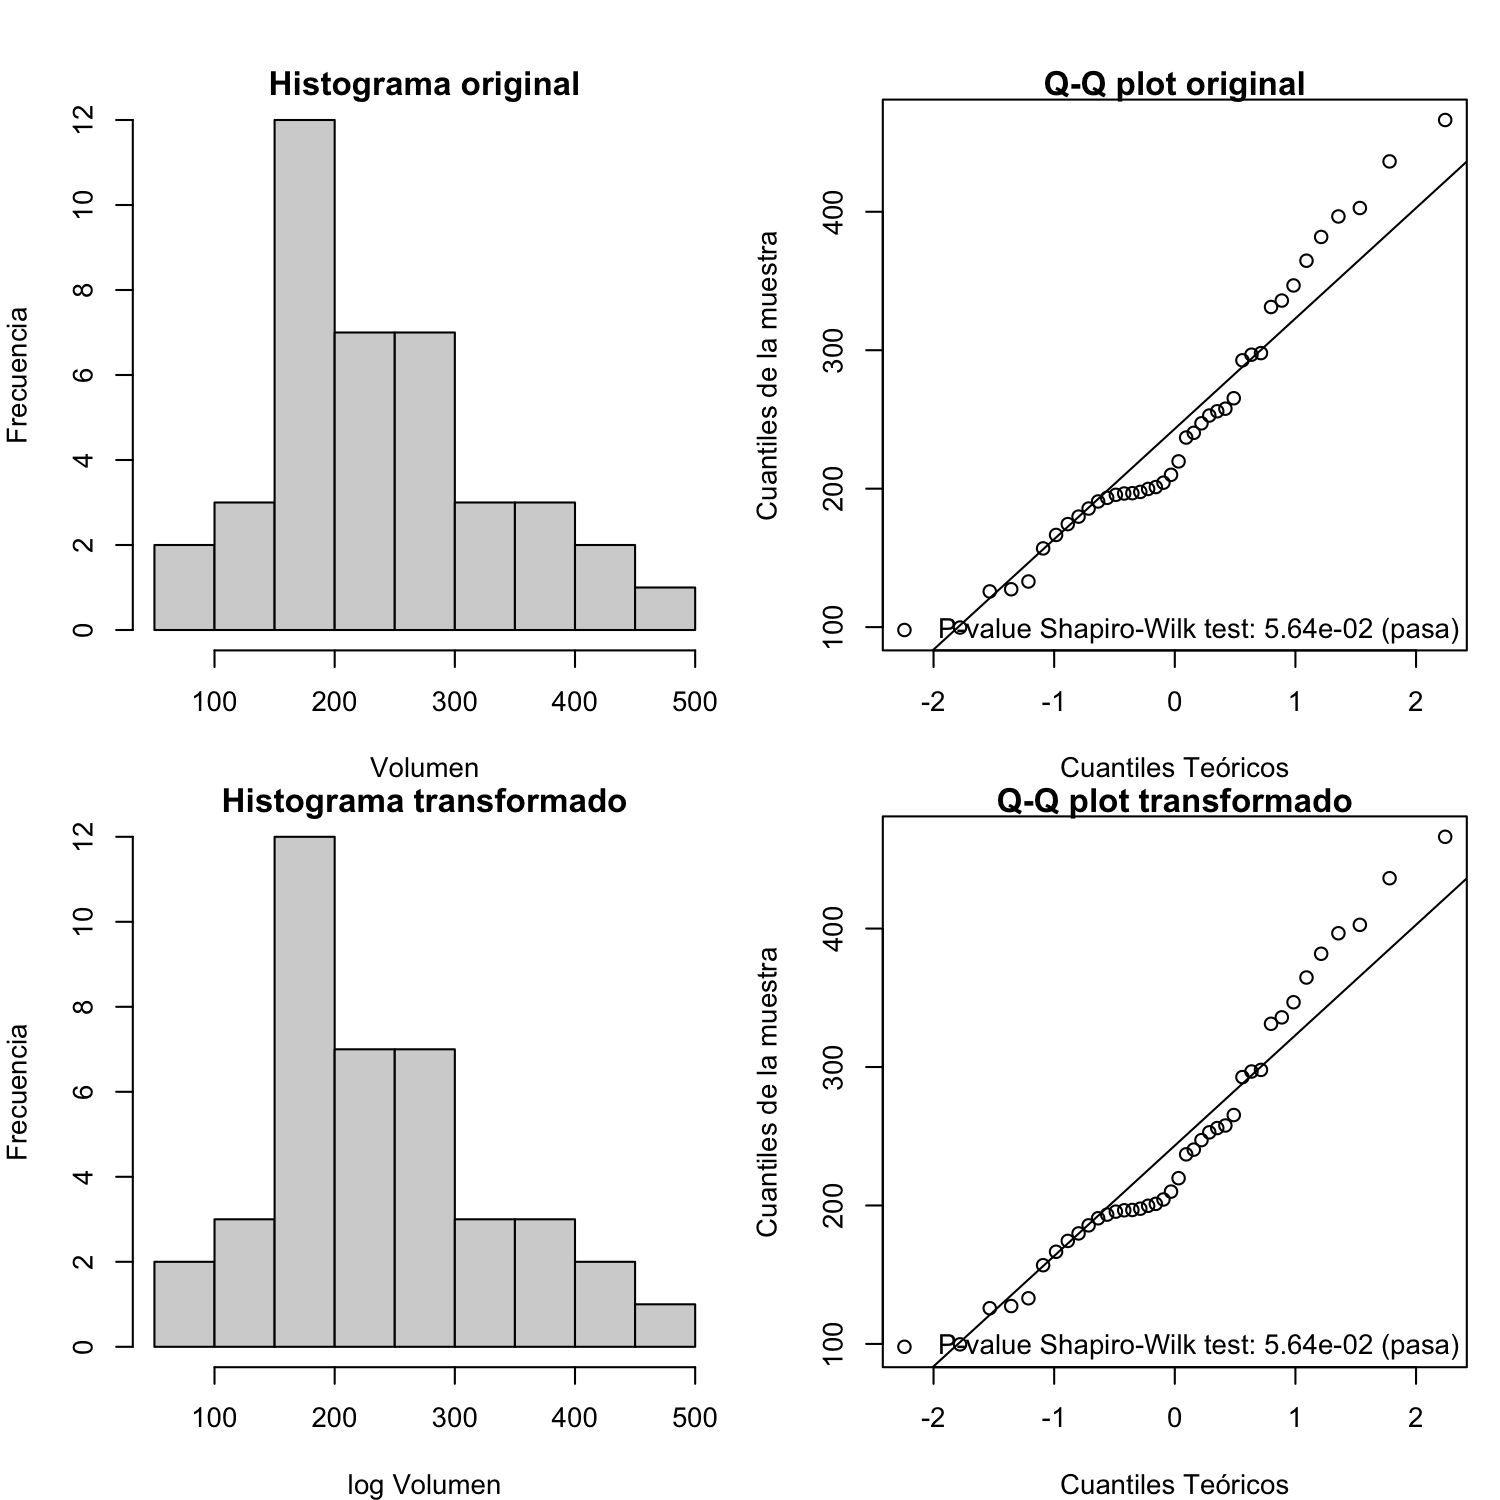 Histograma original
Frecuencia
0 2 4 6 8 10 12
100 200 300 400 500
Volumen
Q-Q plot original
Cuantiles de la muestra
100 200 300 400
P-value Shapiro-Wilk test: 5.64e-02 (pasa)
-2 -1 0 1 2
Cuantiles Teóricos
Histograma transformado
Frecuencia
0 2 4 6 8 10 12
100 200 300 400 500
log Volumen
Q-Q plot transformado
Cuantiles de la muestra
100 200 300 400
P-value Shapiro-Wilk test: 5.64e-02 (pasa)
-2 -1 0 1 2
Cuantiles Teóricos